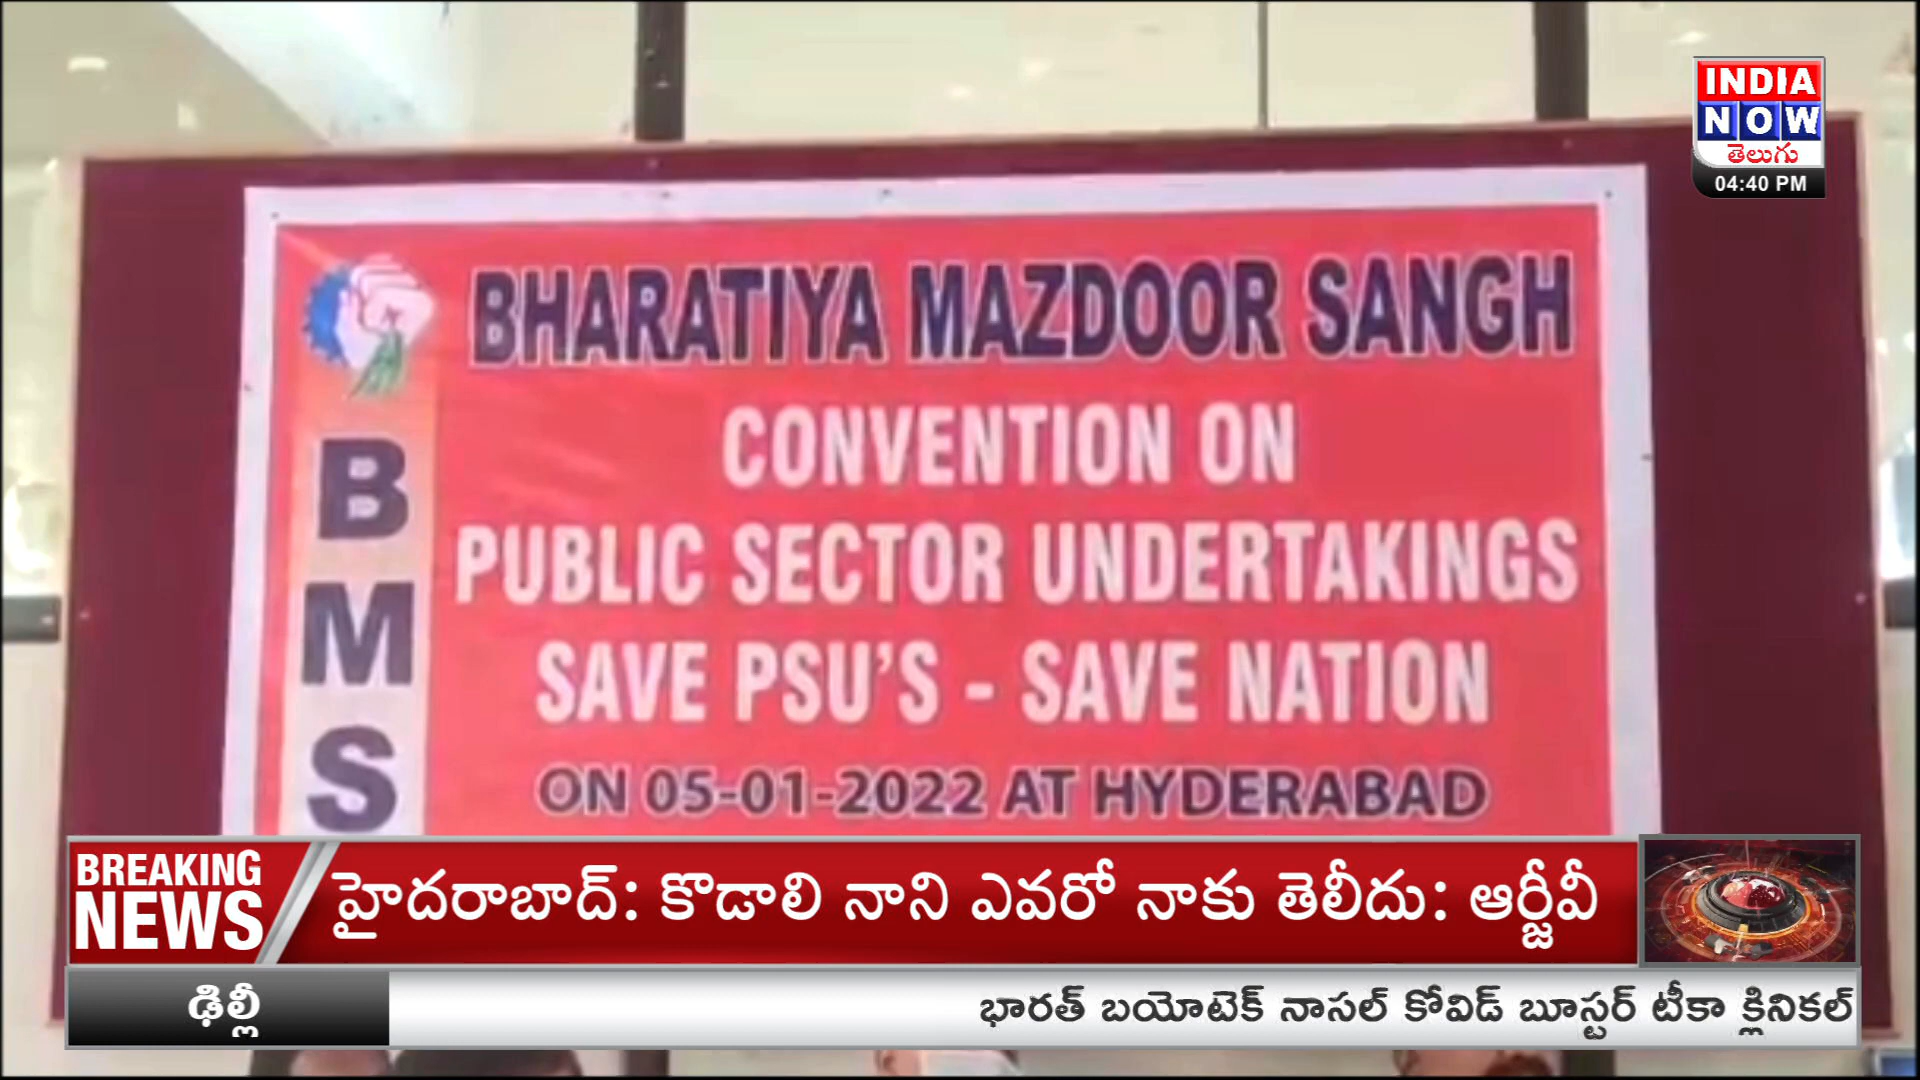 INDIA
NOW
తెలుగు
04:40 PM
BHARATIYA MAZDOOR SANGH
CONVENTION ON
PUBLIC SECTOR UNDERTAKINGS
SAVE PSU'S - SAVE NATION
ON 05-01-2022 AT HYDERABAD
B
M
S
BREAKING
NEWS
హైదరాబాద్: కొడాలి నాని ఎవరో నాకు తెలీదు: ఆర్జీవీ
ఢిల్లీ
భారత్ బయోటెక్ నాసల్ కోవిడ్ బూస్టర్ టీకా క్లినికల్